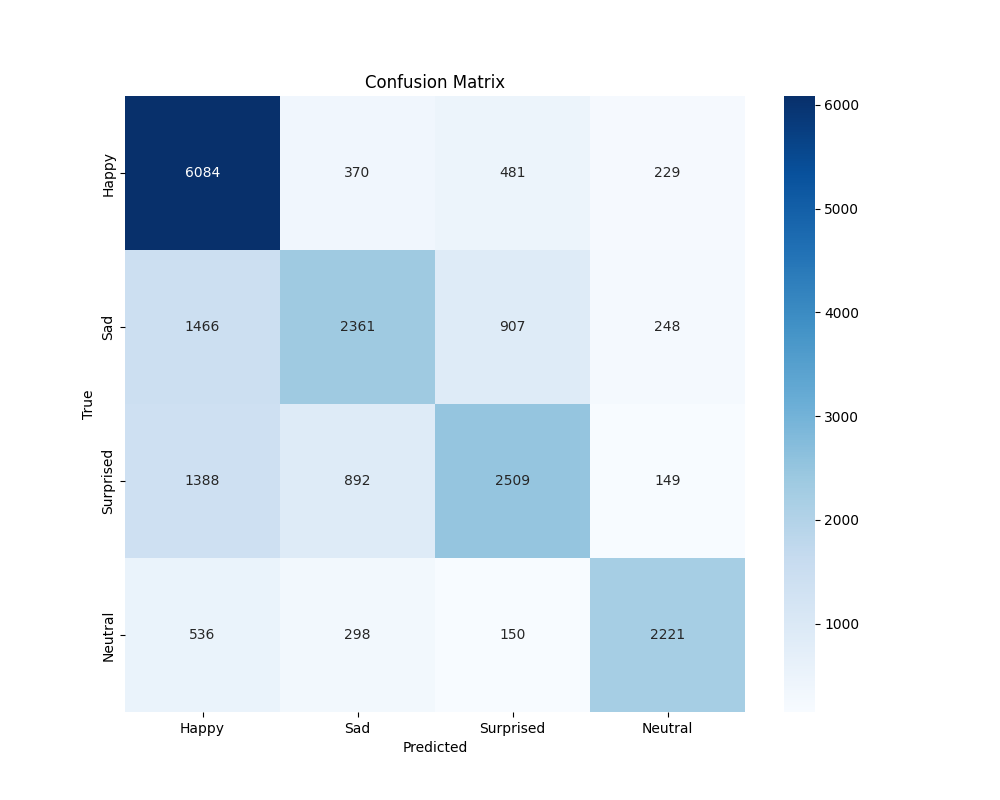 Confusion Matrix
Happy 6084 370 481 229
Sad 1466 2361 907 248
Surprised 1388 892 2509 149
Neutral 536 298 150 2221
Happy Sad Surprised Neutral
Predicted
True
6000
5000
4000
3000
2000
1000